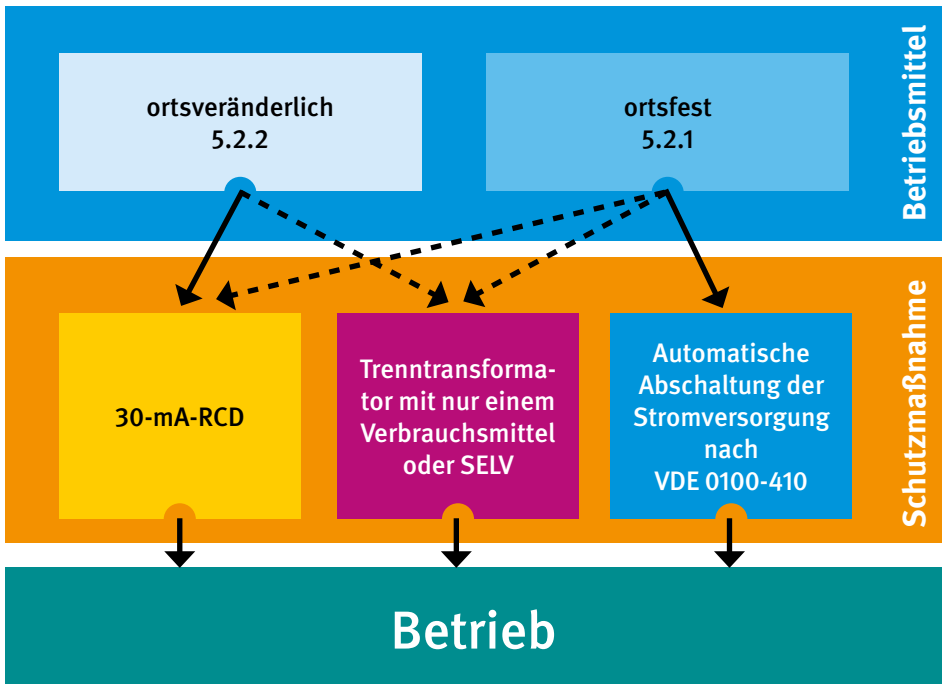 ortsveränderlich
5.2.2
ortsfest
5.2.1
Betriebsmittel
30-mA-RCD
Trenntransforma-
tor mit nur einem
Verbrauchsmittel
oder SELV
Automatische
Abschaltung der
Stromversorgung
nach
VDE 0100-410
Schutzmaßnahme
Betrieb